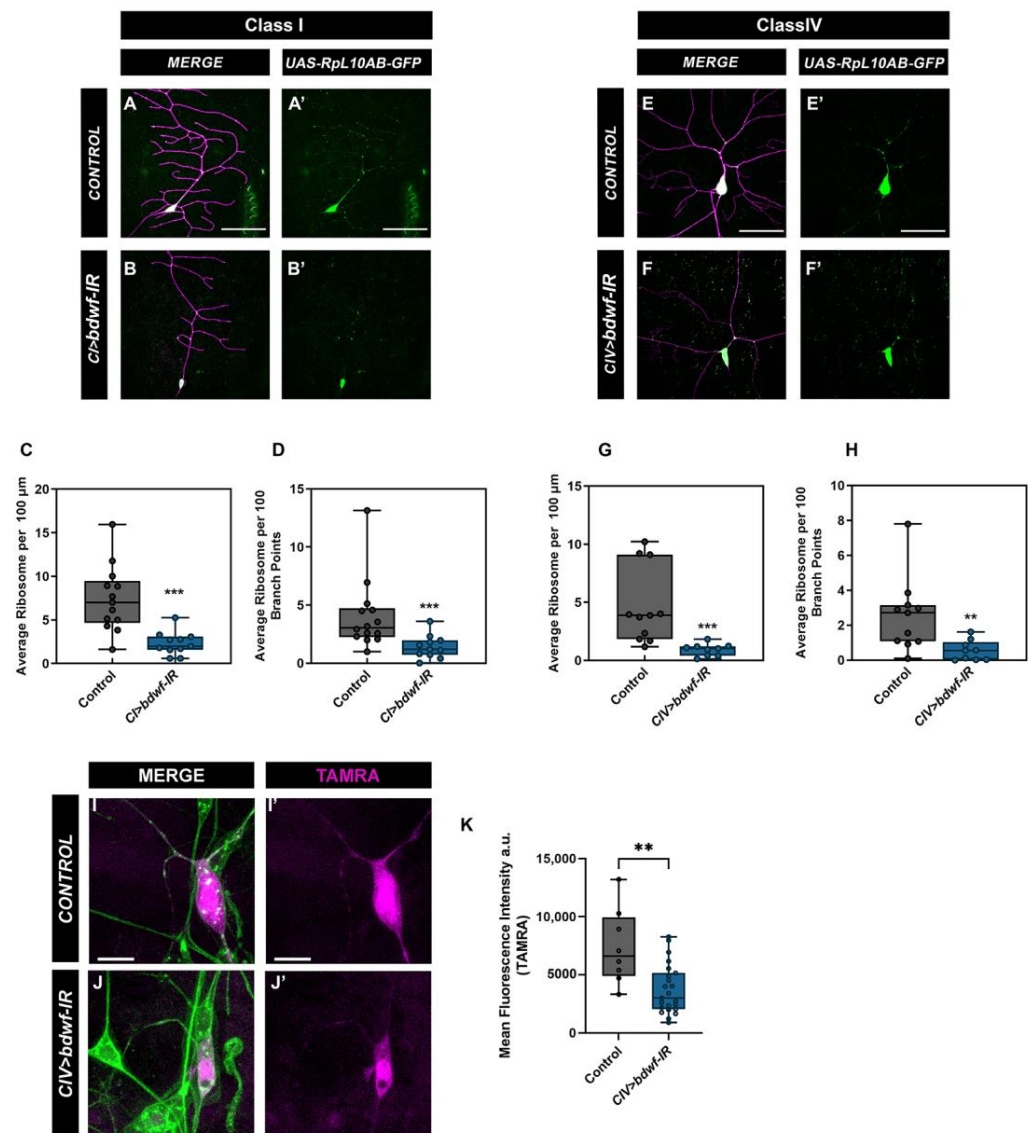 Class I
ClassIV
MERGE
UAS-RpL10AB-GFP
MERGE
UAS-RpL10AB-GFP
CONTROL
A
A'
CONTROL
E
E'
CI>bdwf-IR
B
B'
CIV>bdwf-IR
F
F'
C
D
G
H
Average Ribosome per 100 µm
20
15
10
5
0
***
Control
CI>bdwf-IR
Average Ribosome per 100
Branch Points
15
10
5
0
***
Control
CI>bdwf-IR
Average Ribosome per 100 µm
15
10
5
0
***
Control
CIV>bdwf-IR
Average Ribosome per 100
Branch Points
10
8
6
4
2
0
**
Control
CIV>bdwf-IR
MERGE
TAMRA
CONTROL
I
I'
CIV>bdwf-IR
J
J'
K
Mean Fluorescence Intensity a.u.
(TAMRA)
15,000
10,000
5000
0
**
Control
CIV>bdwf-IR